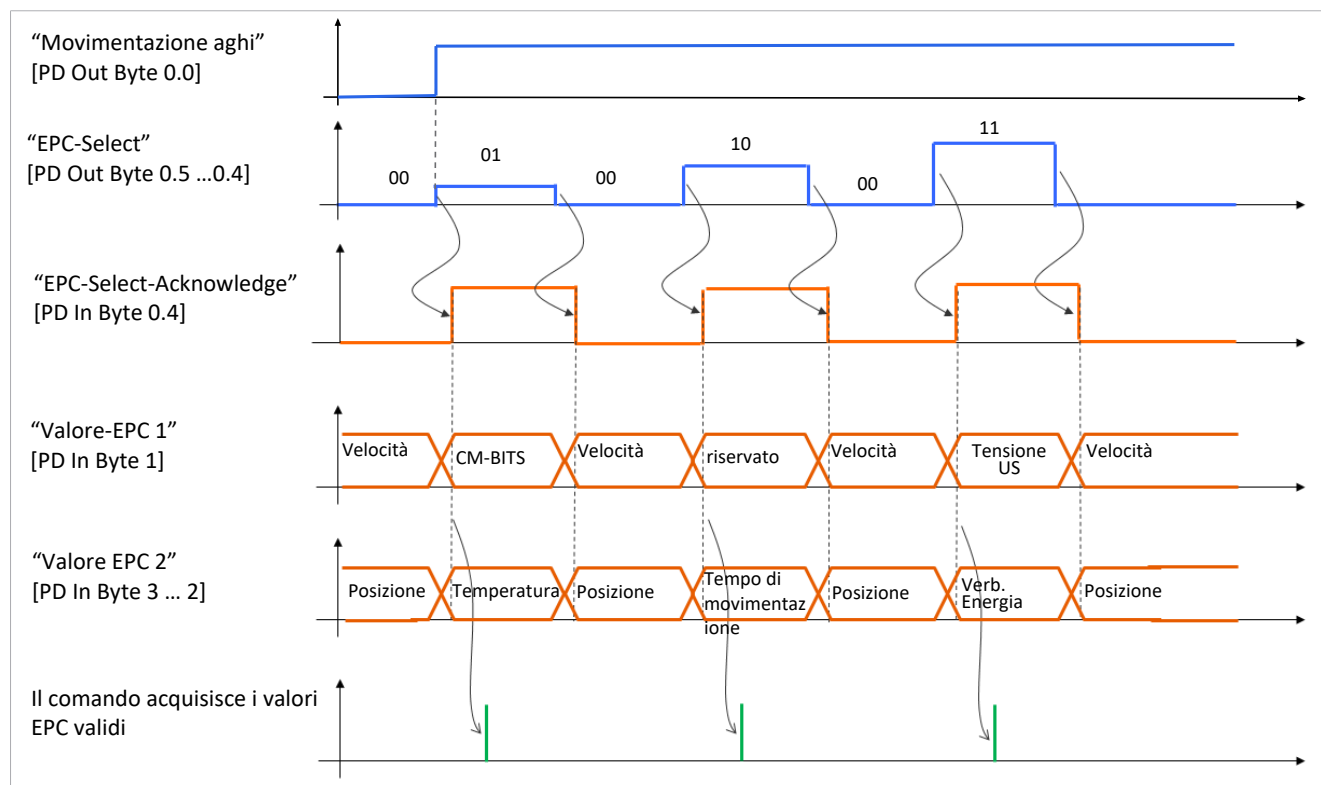 “Movimentazione aghi”
[PD Out Byte 0.0]
“EPC-Select”
[PD Out Byte 0.5 ...0.4]
00
01
00
10
00
11
“EPC-Select-Acknowledge”
[PD In Byte 0.4]
“Valore-EPC 1”
[PD In Byte 1]
Velocità
CM-BITS
Velocità
riservato
Velocità
Tensione
US
Velocità
“Valore EPC 2”
[PD In Byte 3 ... 2]
Posizione
Temperatura
Posizione
Tempo di
movimentaz
ione
Posizione
Verb.
Energia
Posizione
Il comando acquisisce i valori
EPC validi